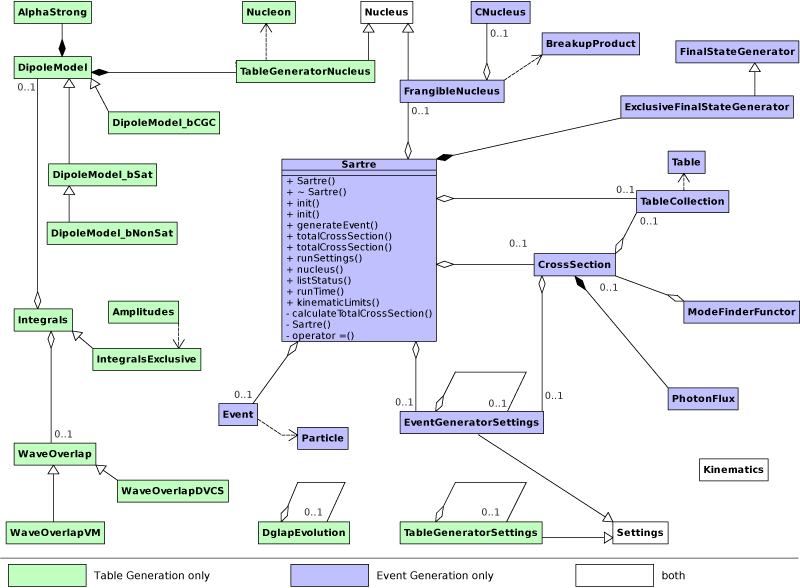 AlphaStrong
Nucleon
Nucleus
CNucleus
0..1
BreakupProduct
FinalStateGenerator
DipoleModel
TableGeneratorNucleus
0..1
FrangibleNucleus
ExclusiveFinalStateGenerator
0..1
DipoleModel_bCGC
Sartre
Table
DipoleModel_bSat
+ Sartre()
+ ~ Sartre()
+ init()
+ init()
+ generateEvent()
+ totalCrossSection()
+ totalCrossSection()
+ runSettings()
+ nucleus()
+ listStatus()
+ runTime()
+ kinematicLimits()
- calculateTotalCrossSection()
- Sartre()
- operator =()
0..1
TableCollection
0..1
DipoleModel_bNonSat
0..1
CrossSection
0..1
Amplitudes
Integrals
ModeFinderFunctor
IntegralsExclusive
0..1
0..1
0..1
0..1
PhotonFlux
Event
EventGeneratorSettings
0..1
Particle
WaveOverlap
Kinematics
WaveOverlapDVCS
0..1
0..1
WaveOverlapVM
DglapEvolution
TableGeneratorSettings
Settings
Table Generation only
Event Generation only
both